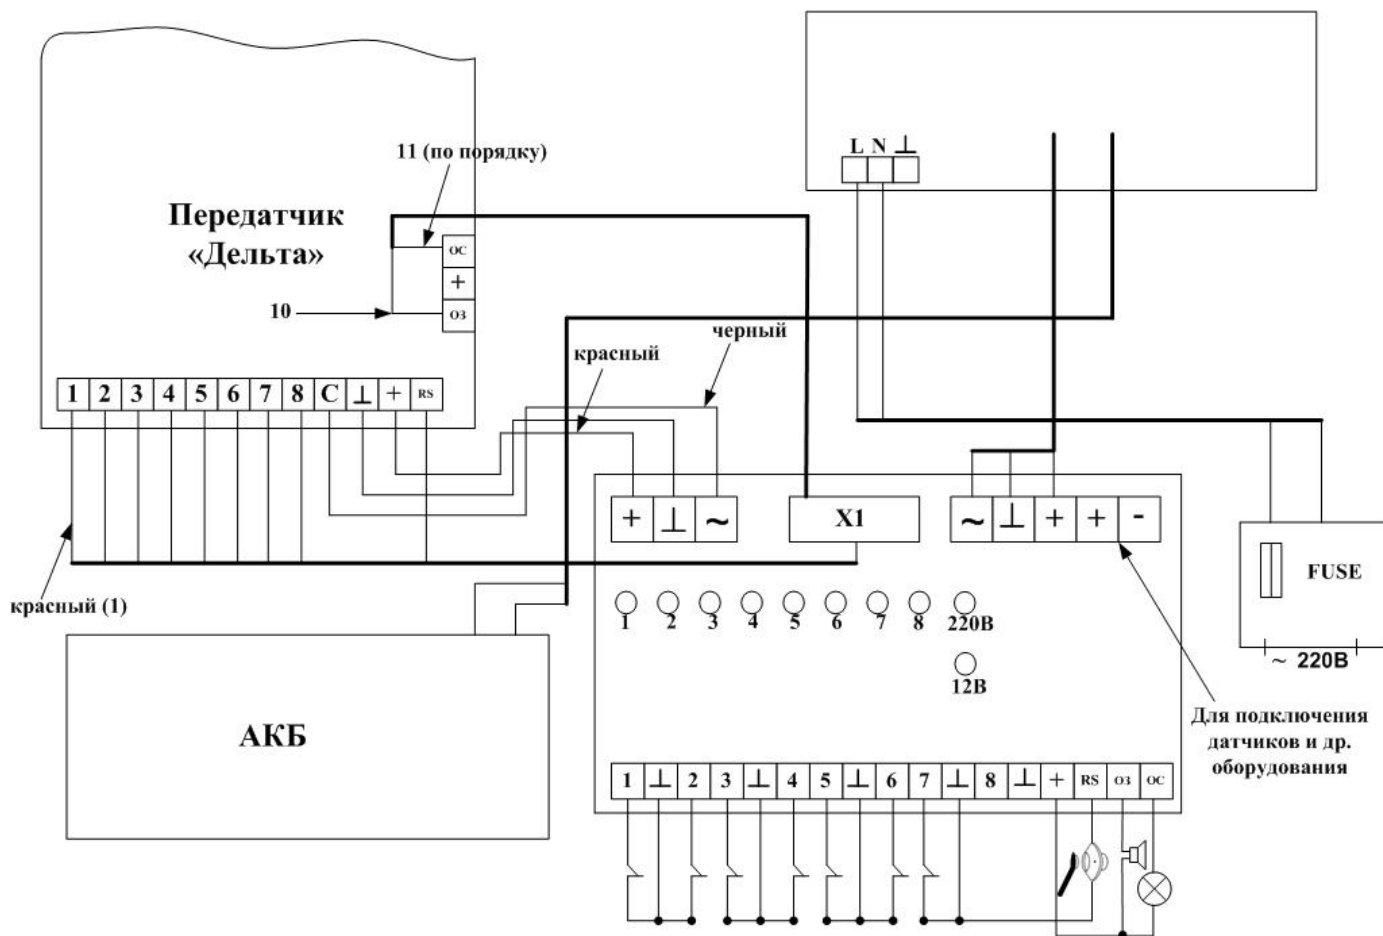 L N ⊥
11 (по порядку)
Передатчик
«Дельта»
ОС
+
ОЗ
10
черный
красный
1 2 3 4 5 6 7 8 С ⊥ + RS
+ ⊥ ~
X1
~ ⊥ + + -
FUSE
~ 220В
красный (1)
1 2 3 4 5 6 7 8 220В
12В
АКБ
Для подключения
датчиков и др.
оборудования
1 ⊥ 2 3 ⊥ 4 5 ⊥ 6 7 ⊥ 8 ⊥ + RS ОЗ ОС